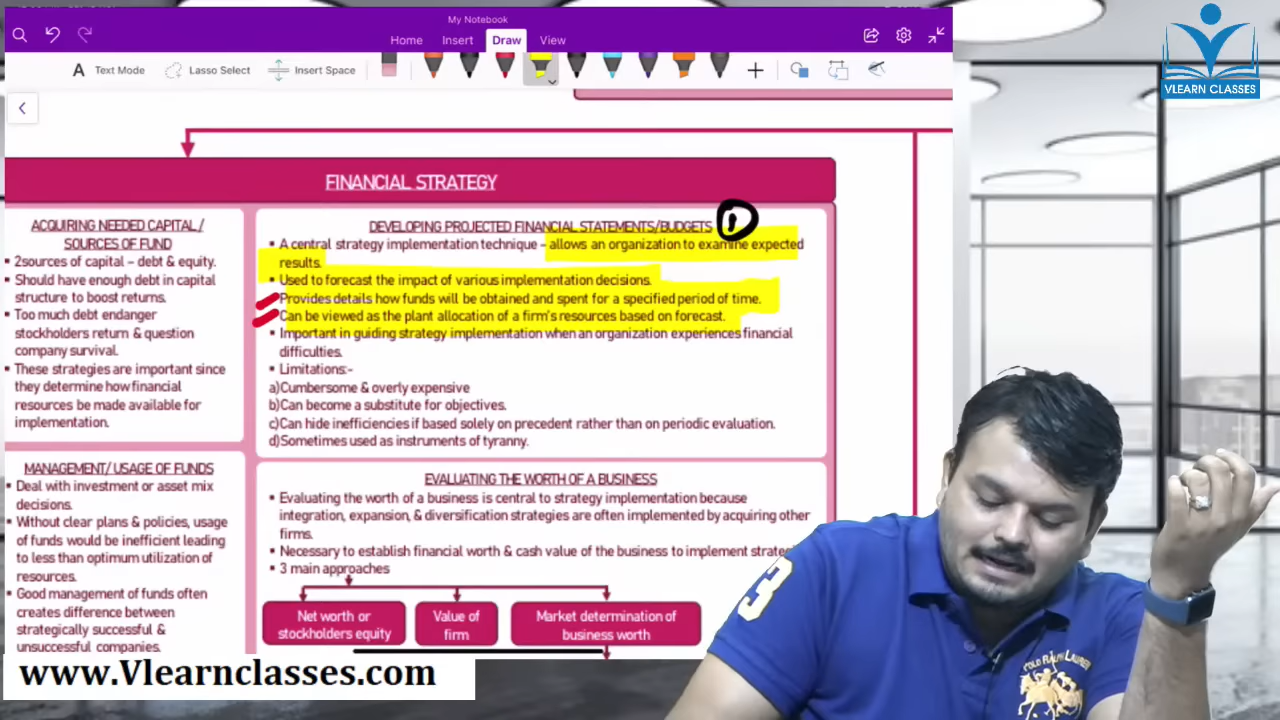 My Notebook
Home Insert Draw View
A Text Mode Lasso Select Insert Space
VLEARN CLASSES
FINANCIAL STRATEGY
ACQUIRING NEEDED CAPITAL/
SOURCES OF FUND
2sources of capital – debt & equity.
Should have enough debt in capital
structure to boost returns.
Too much debt endanger
stockholders return & question
company survival.
These strategies are important since
they determine how financial
resources be made available for
implementation.
DEVELOPING PROJECTED FINANCIAL STATEMENTS/BUDGETS 1
▪ A central strategy implementation technique – allows an organization to examine expected
results.
▪ Used to forecast the impact of various implementation decisions.
Provides details how funds will be obtained and spent for a specified period of time.
Can be viewed as the plant allocation of a firm's resources based on forecast.
▪ Important in guiding strategy implementation when an organization experiences financial
difficulties.
▪ Limitations:-
a)Cumbersome & overly expensive
b)Can become a substitute for objectives.
c)Can hide inefficiencies if based solely on precedent rather than on periodic evaluation.
d)Sometimes used as instruments of tyranny.
MANAGEMENT/ USAGE OF FUNDS
▪ Deal with investment or asset mix
decisions.
▪ Without clear plans & policies, usage
of funds would be inefficient leading
to less than optimum utilization of
resources.
▪ Good management of funds often
creates difference between
strategically successful &
unsuccessful companies.
EVALUATING THE WORTH OF A BUSINESS
▪ Evaluating the worth of a business is central to strategy implementation because
integration, expansion, & diversification strategies are often implemented by acquiring other
firms.
▪ Necessary to establish financial worth & cash value of the business to implement
▪ 3 main approaches
Net worth or
stockholders equity
Value of
firm
Market determination of
business worth
www.Vlearnclasses.com
3
POLO RALPH LAUREN